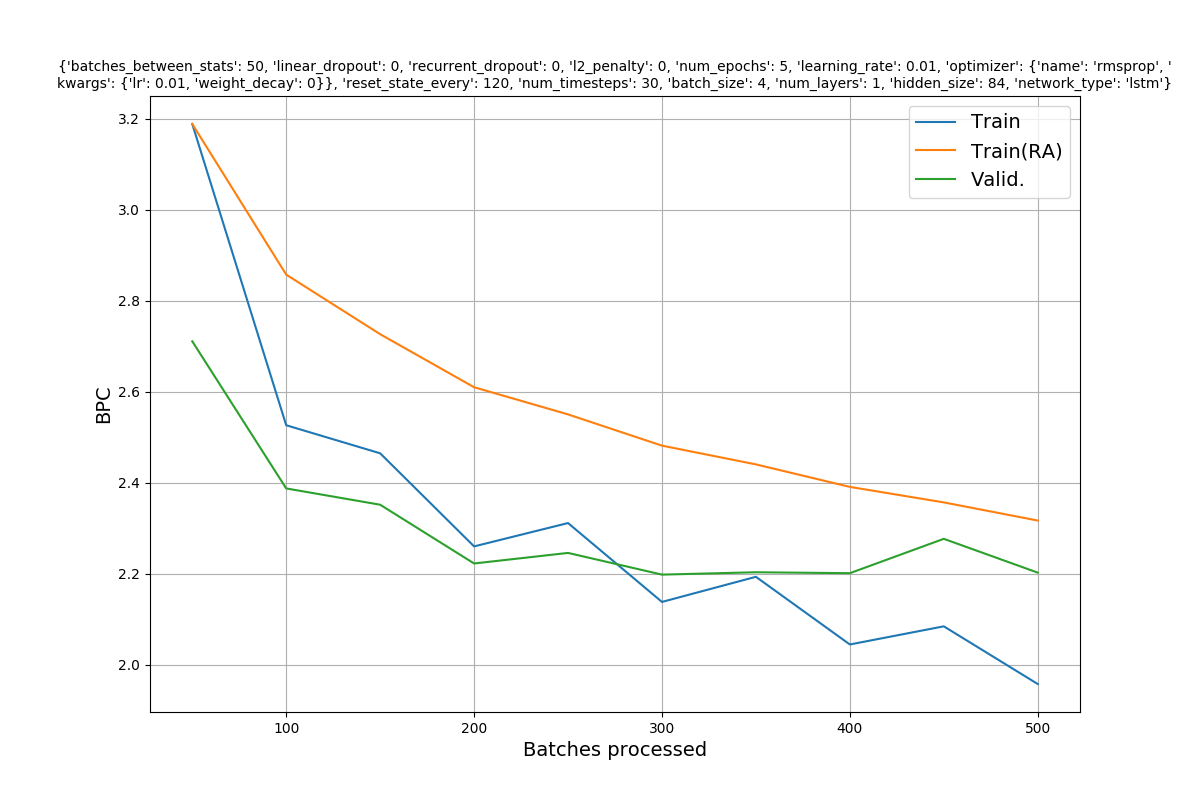 {'batches_between_stats': 50, 'linear_dropout': 0, 'recurrent_dropout': 0, 'l2_penalty': 0, 'num_epochs': 5, 'learning_rate': 0.01, 'optimizer': {'name': 'rmsprop', '
kwargs': {'lr': 0.01, 'weight_decay': 0}}, 'reset_state_every': 120, 'num_timesteps': 30, 'batch_size': 4, 'num_layers': 1, 'hidden_size': 84, 'network_type': 'lstm'}
Train
Train(RA)
Valid.
3.2
3.0
2.8
2.6
2.4
2.2
2.0
BPC
100
200
300
400
500
Batches processed